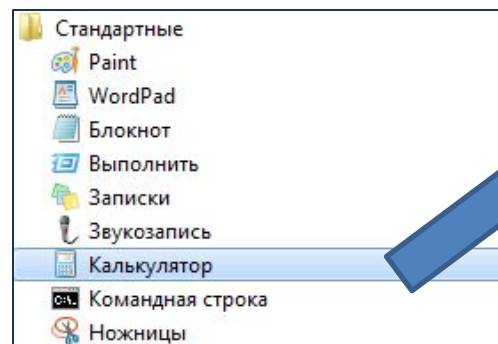 Стандартные
Paint
WordPad
Блокнот
Выполнить
Записки
Звукозапись
Калькулятор
Командная строка
Ножницы